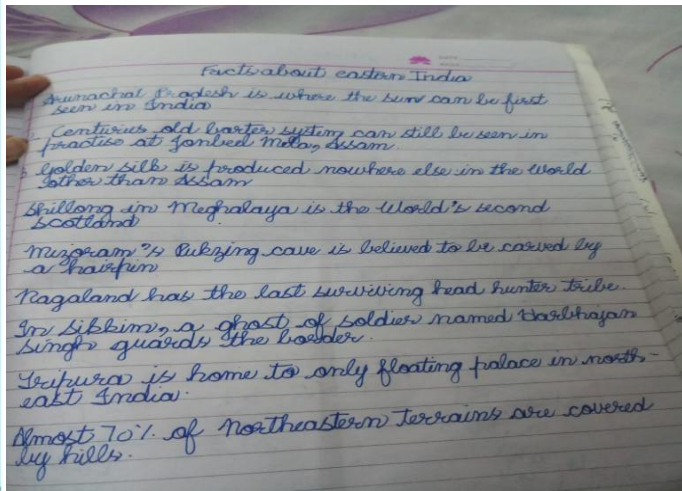 Facts about eastern India
Arunachal Pradesh is where the sun can be first
seen in India
Centuries old barter system can still be seen in
practise at Jonbeel Mela, Assam.
Golden silk is produced nowhere else in the World
other than Assam
Shillong in Meghalaya is the World's second
Scotland
Mizoram's Pukzing cave is believed to be carved by
a hairpin
Nagaland has the last surviving head hunter tribe.
In Sikkim, a ghost of soldier named Harbhajan
Singh guards the border.
Tripura is home to only floating palace in north-
east India.
Almost 70% of Northeastern Terrains are covered
by hills.